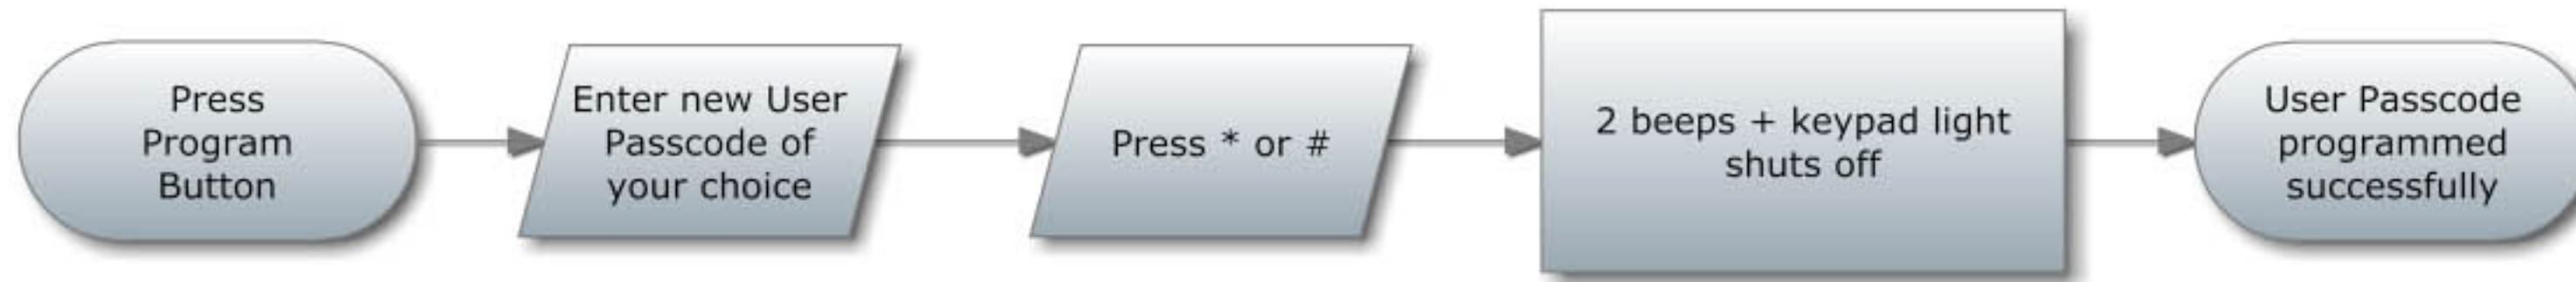 Press
Program
Button
Enter new User
Passcode of
your choice
Press * or #
2 beeps + keypad light
shuts off
User Passcode
programmed
successfully